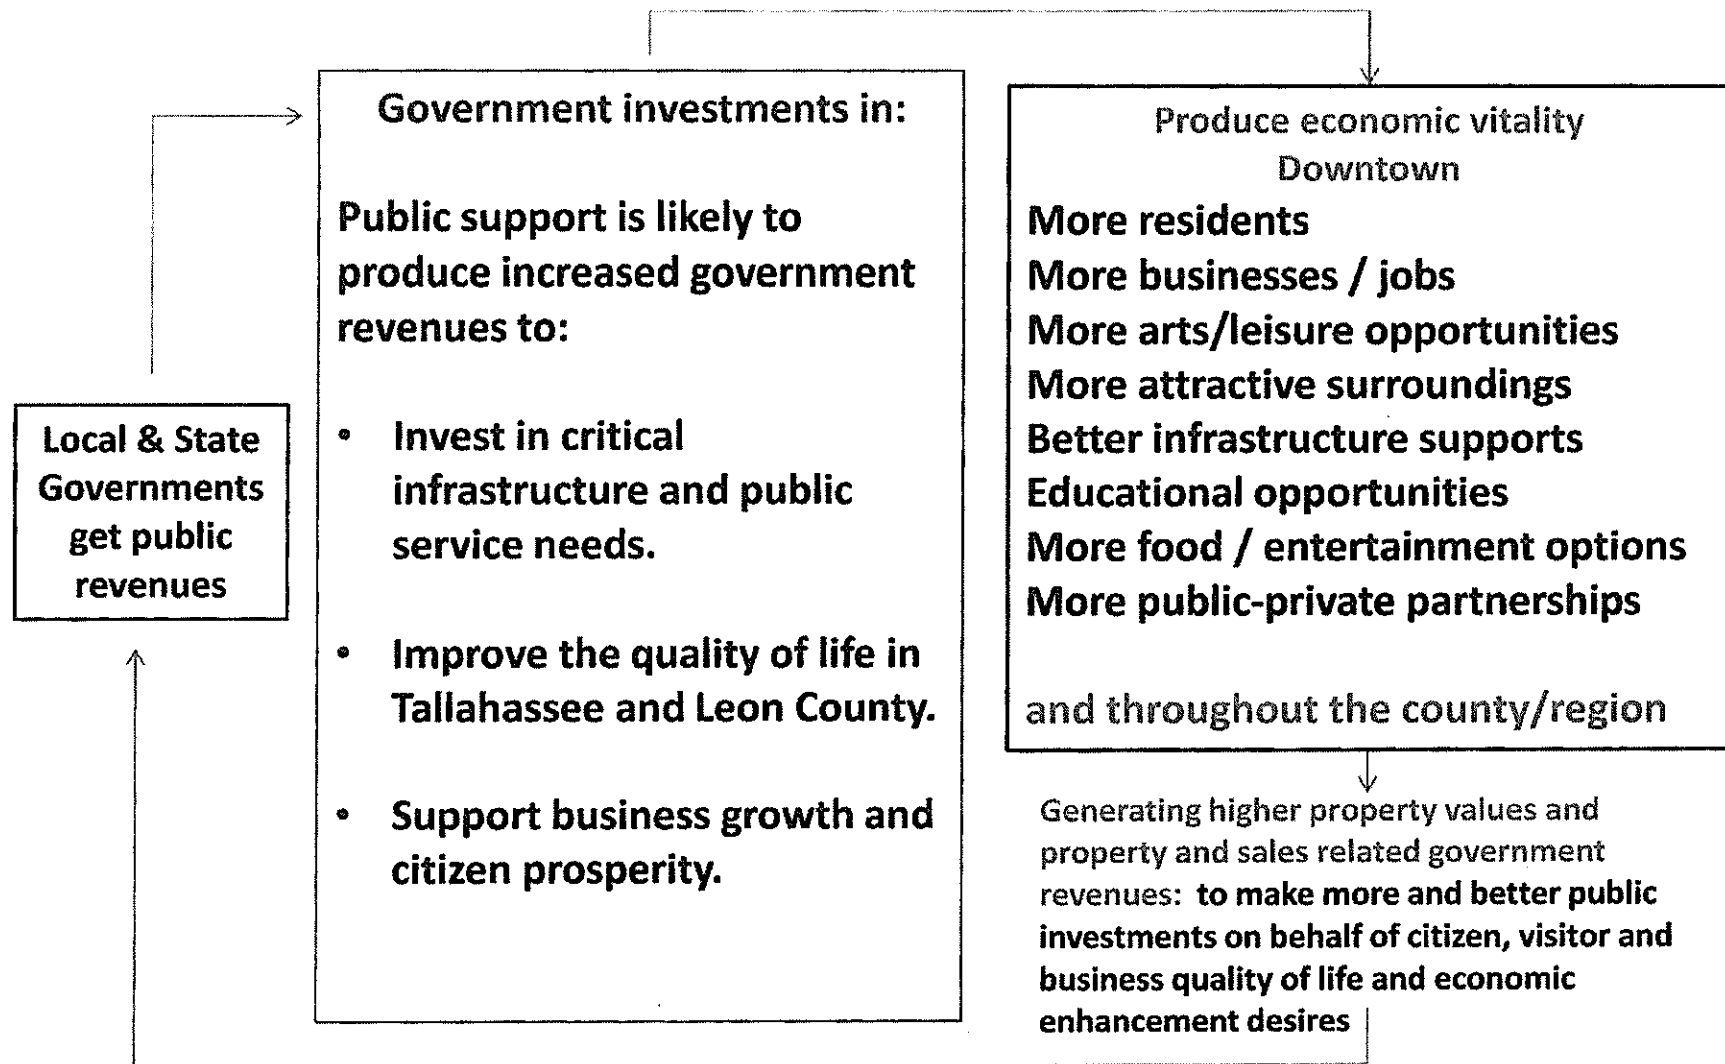 Local & State
Governments
get public
revenues
Government investments in:
Public support is likely to
produce increased government
revenues to:
• Invest in critical
infrastructure and public
service needs.
• Improve the quality of life in
Tallahassee and Leon County.
• Support business growth and
citizen prosperity.
Produce economic vitality
Downtown
More residents
More businesses / jobs
More arts/leisure opportunities
More attractive surroundings
Better infrastructure supports
Educational opportunities
More food / entertainment options
More public-private partnerships
and throughout the county/region
Generating higher property values and
property and sales related government
revenues: to make more and better public
investments on behalf of citizen, visitor and
business quality of life and economic
enhancement desires